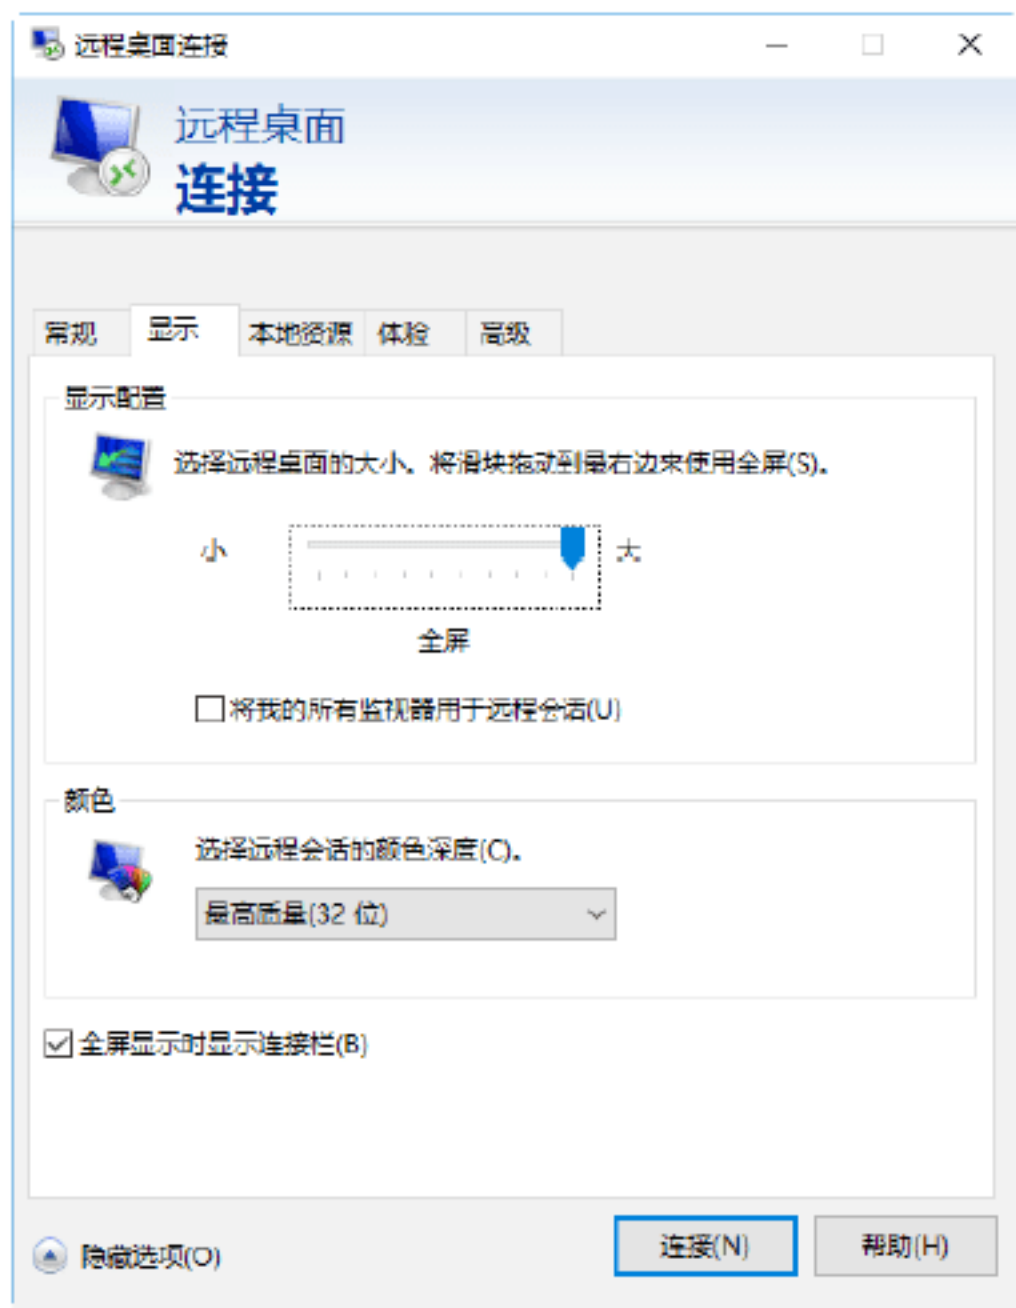 远程桌面连接
远程桌面
连接
常规 显示 本地资源 体验 高级
显示配置
选择远程桌面的大小。将滑块拖动到最右边来使用全屏(S)。
小 大
全屏
将我的所有监视器用于远程会话(U)
颜色
选择远程会话的颜色深度(C)。
最高质量(32 位)
全屏显示时显示连接栏(B)
隐藏选项(O) 连接(N) 帮助(H)